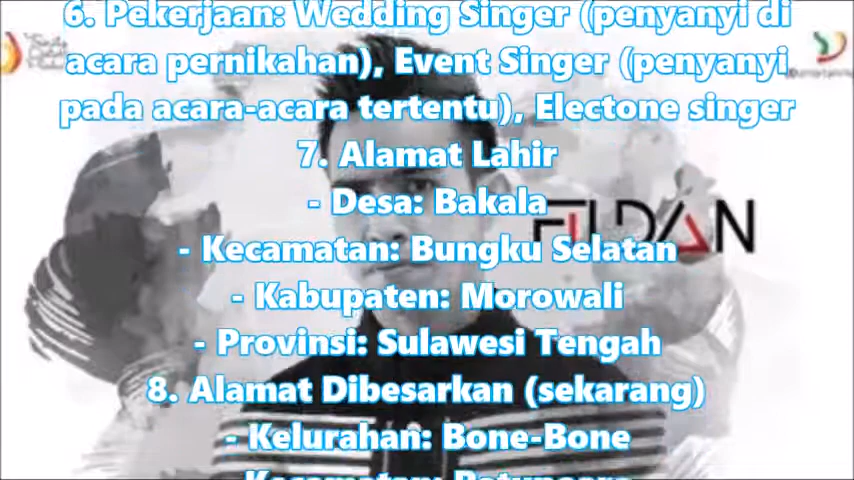 6. Pekerjaan: Wedding Singer (penyanyi di
acara pernikahan), Event Singer (penyanyi
pada acara-acara tertentu), Electone singer
7. Alamat Lahir
- Desa: Bakala
FILDAN
- Kecamatan: Bungku Selatan
- Kabupaten: Morowali
- Provinsi: Sulawesi Tengah
8. Alamat Dibesarkan (sekarang)
- Kelurahan: Bone-Bone